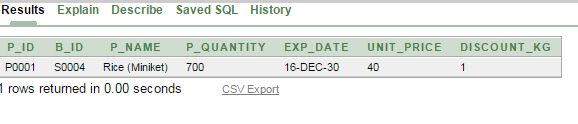 Results Explain Describe Saved SQL History
P_ID B_ID P_NAME P_QUANTITY EXP_DATE UNIT_PRICE DISCOUNT_KG
P0001 S0004 Rice (Miniket) 700 16-DEC-30 40 1
1 rows returned in 0.00 seconds CSV Export